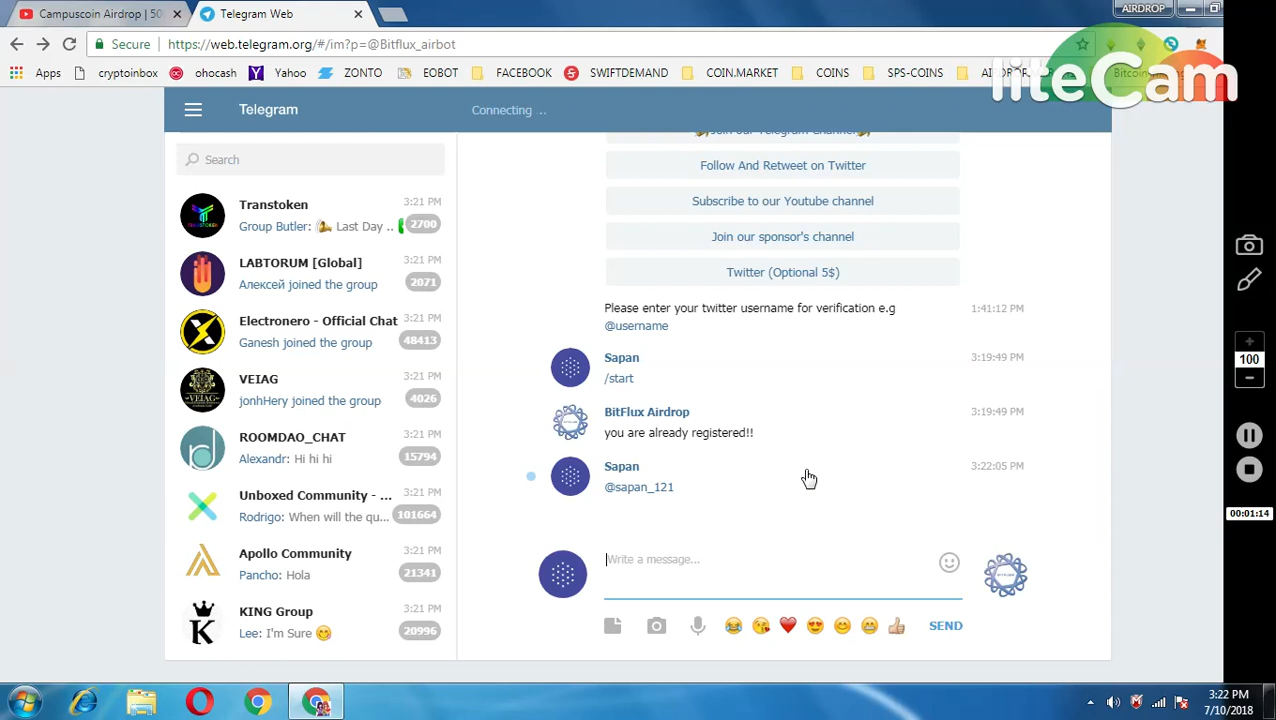 Campuscoin Airdrop | 50
Telegram Web
AIRDROP
Secure
https://web.telegram.org/#/im?p=@Bitflux_airbot
Apps
cryptoinbox
ohocash
Yahoo
ZONTO
EOBOT
FACEBOOK
SWIFTDEMAND
COIN.MARKET
COINS
SPS-COINS
liteCam
Telegram
Connecting ..
Search
Transtoken
3:21 PM
Group Butler: Last Day ..
2700
LABTORUM [Global]
3:21 PM
Алексей joined the group
2071
Electronero - Official Chat
3:21 PM
Ganesh joined the group
48413
VEIAG
3:21 PM
jonhHery joined the group
4026
ROOMDAO_CHAT
3:21 PM
Alexandr: Hi hi hi
15794
Unboxed Community - ...
3:21 PM
Rodrigo: When will the qu...
101664
Apollo Community
3:21 PM
Pancho: Hola
21341
KING Group
3:21 PM
Lee: I'm Sure 😋
20996
Join our Telegram Channel
Follow And Retweet on Twitter
Subscribe to our Youtube channel
Join our sponsor's channel
Twitter (Optional 5$)
Please enter your twitter username for verification e.g
1:41:12 PM
@username
Sapan
3:19:49 PM
/start
BitFlux Airdrop
3:19:49 PM
you are already registered!!
Sapan
3:22:05 PM
@sapan_121
Write a message...
SEND
100
00:01:14
3:22 PM
7/10/2018